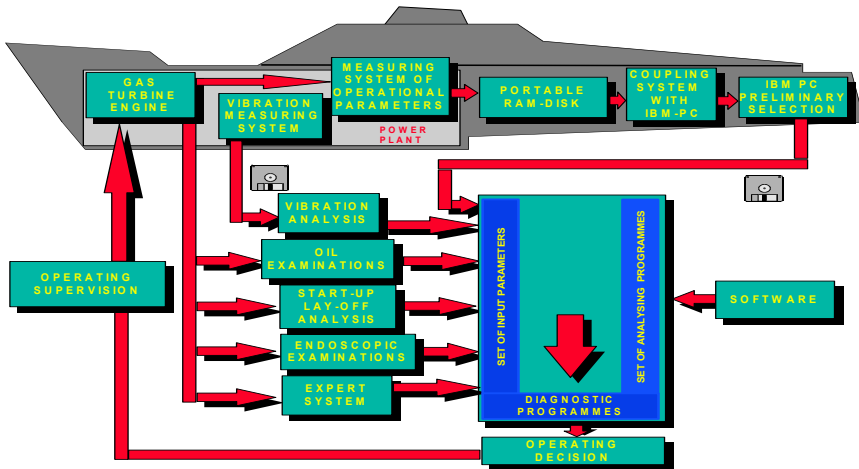 GAS
TURBINE
ENGINE
VIBRATION
MEASURING
SYSTEM
MEASURING
SYSTEM OF
OPERATIONAL
PARAMETERS
POWER
PLANT
PORTABLE
RAM-DISK
COUPLING
SYSTEM
WITH
IBM-PC
IBM PC
PRELIMINARY
SELECTION
VIBRATION
ANALYSIS
OIL
EXAMINATIONS
START-UP
LAY-OFF
ANALYSIS
ENDOSCOPIC
EXAMINATIONS
EXPERT
SYSTEM
OPERATING
SUPERVISION
SET OF INPUT PARAMETERS
SET OF ANALYSING PROGRAMMES
DIAGNOSTIC
PROGRAMMES
SOFTWARE
OPERATING
DECISION